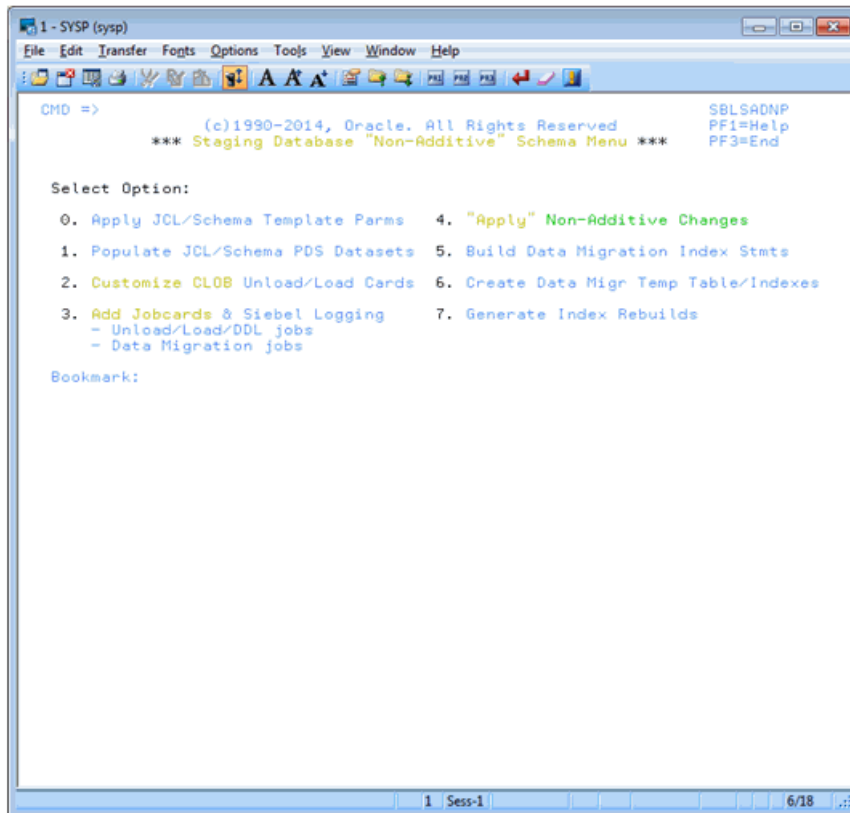 1 - SYSP (sysp)
File Edit Transfer Fonts Options Tools View Window Help
CMD => SBLSADNP
(c)1990-2014, Oracle. All Rights Reserved PF1=Help
*** Staging Database "Non-Additive" Schema Menu *** PF3=End
Select Option:
0. Apply JCL/Schema Template Parms 4. "Apply" Non-Additive Changes
1. Populate JCL/Schema PDS Datasets 5. Build Data Migration Index Stmts
2. Customize CLOB Unload/Load Cards 6. Create Data Migr Temp Table/Indexes
3. Add Jobcards & Siebel Logging 7. Generate Index Rebuilds
- Unload/Load/DDL jobs
- Data Migration jobs
Bookmark:
1 Sess-1 6/18